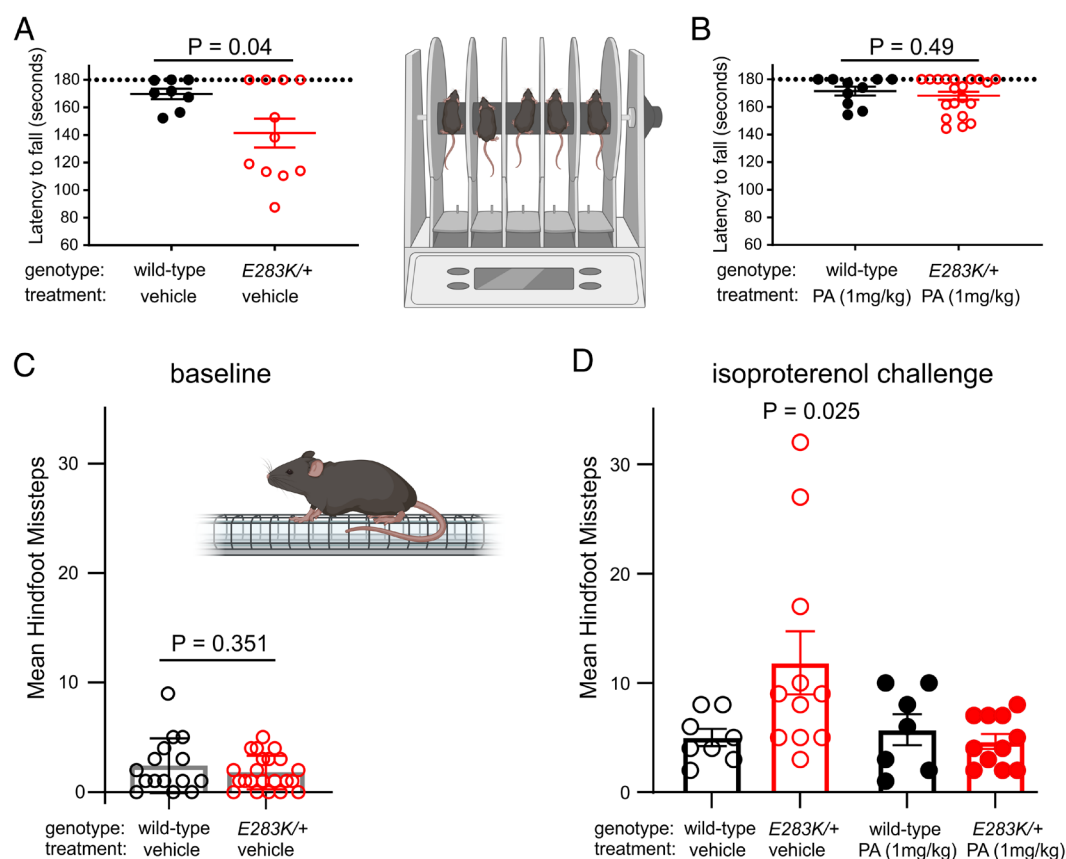 A
P = 0.04
Latency to fall (seconds)
180
160
140
120
100
80
60
genotype: wild-type E283K/+
treatment: vehicle vehicle
B
P = 0.49
Latency to fall (seconds)
180
160
140
120
100
80
60
genotype: wild-type E283K/+
treatment: PA (1mg/kg) PA (1mg/kg)
C
baseline
Mean Hindfoot Missteps
30
20
10
0
P = 0.351
genotype: wild-type E283K/+
treatment: vehicle vehicle
D
isoproterenol challenge
P = 0.025
Mean Hindfoot Missteps
30
20
10
0
genotype: wild-type E283K/+ wild-type E283K/+
treatment: vehicle vehicle PA (1mg/kg) PA (1mg/kg)